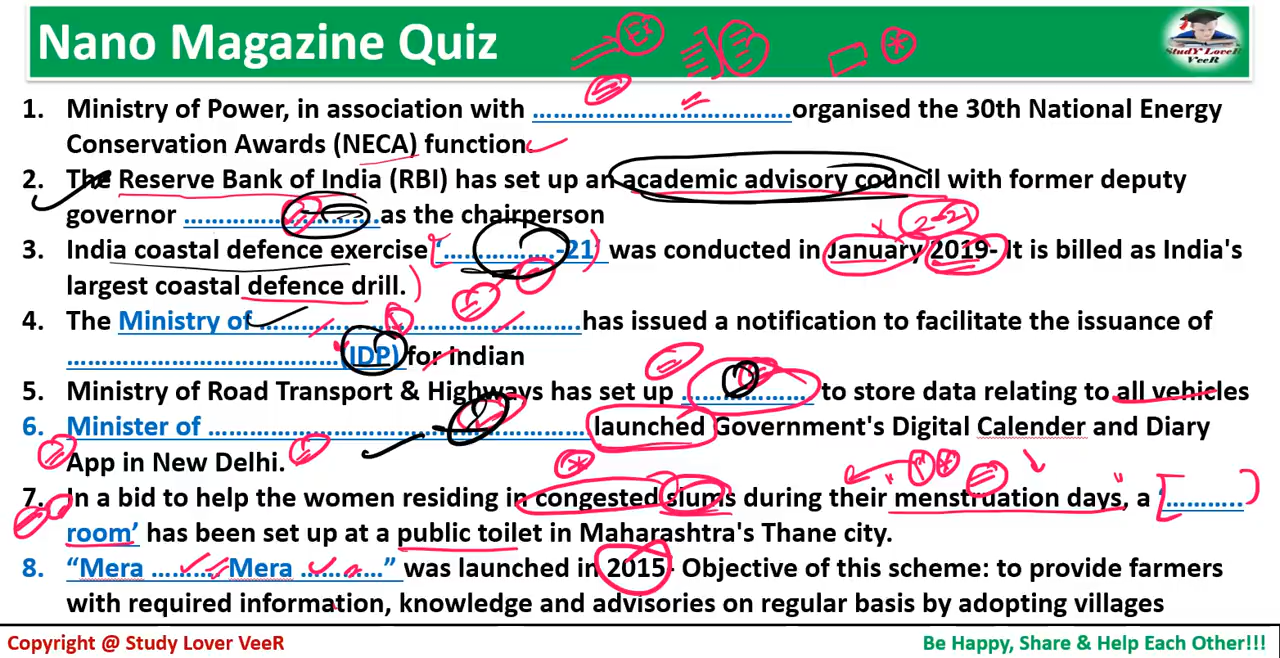 Nano Magazine Quiz
StudY LoveR
VeeR
1. Ministry of Power, in association with ................................organised the 30th National Energy
Conservation Awards (NECA) function.
2. The Reserve Bank of India (RBI) has set up an academic advisory council with former deputy
governor ........................ as the chairperson
3. India coastal defence exercise '................-21' was conducted in January 2019- It is billed as India's
largest coastal defence drill.
4. The Ministry of ........................................has issued a notification to facilitate the issuance of
.......................................(IDP) for Indian
5. Ministry of Road Transport & Highways has set up .................. to store data relating to all vehicles
6. Minister of ................................................ launched Government's Digital Calender and Diary
App in New Delhi.
7. In a bid to help the women residing in congested slums during their menstruation days, a '...........
room' has been set up at a public toilet in Maharashtra's Thane city.
8. “Mera .......... Mera ............” was launched in 2015- Objective of this scheme: to provide farmers
with required information, knowledge and advisories on regular basis by adopting villages
Copyright @ Study Lover VeeR
Be Happy, Share & Help Each Other!!!